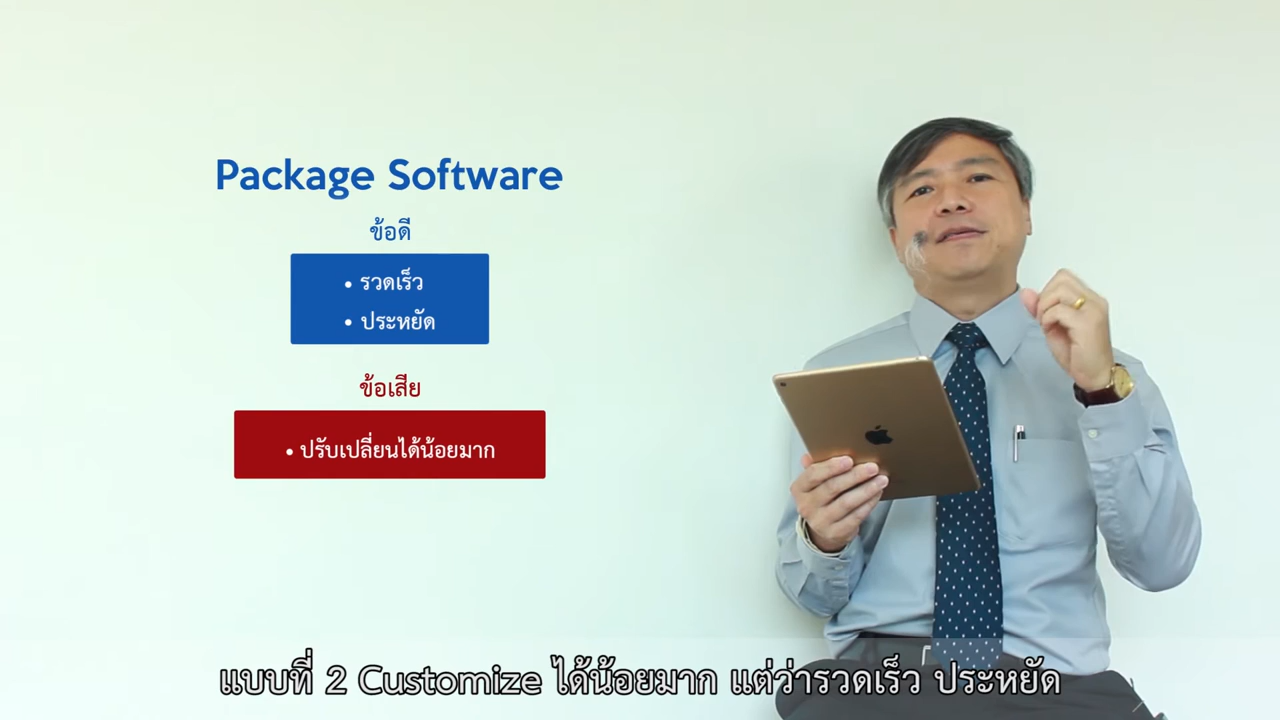 Package Software
ข้อดี
• รวดเร็ว
• ประหยัด
ข้อเสีย
• ปรับเปลี่ยนได้น้อยมาก
แบบที่ 2 Customize ได้น้อยมาก แต่ว่ารวดเร็ว ประหยัด